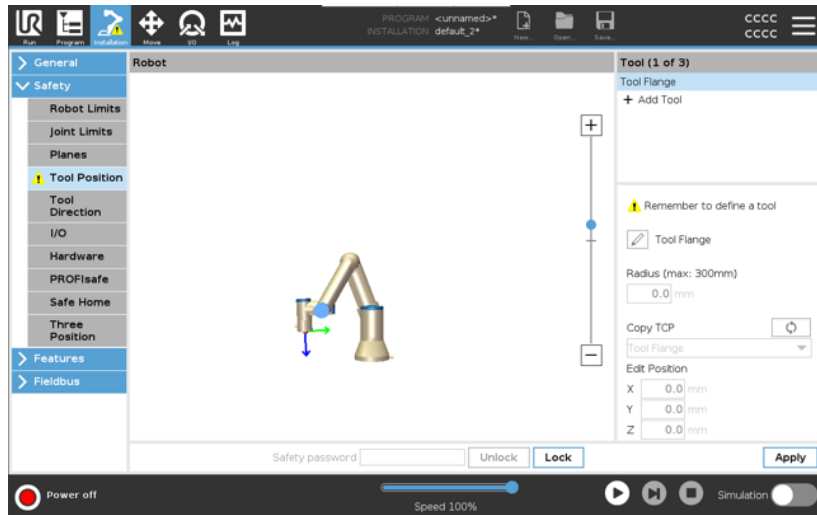 UR
PROGRAM <unnamed>*
INSTALLATION default_2*
CCCC
CCCC
Run
Program
Installation
Move
I/O
Log
New...
Open...
Save...
General
Safety
Robot Limits
Joint Limits
Planes
Tool Position
Tool
Direction
I/O
Hardware
PROFIsafe
Safe Home
Three
Position
Features
Fieldbus
Robot
Tool (1 of 3)
Tool Flange
+ Add Tool
Remember to define a tool
Tool Flange
Radius (max: 300mm)
0.0 mm
Copy TCP
Tool Flange
Edit Position
X 0.0 mm
Y 0.0 mm
Z 0.0 mm
Safety password
Unlock
Lock
Apply
Power off
Speed 100%
Simulation